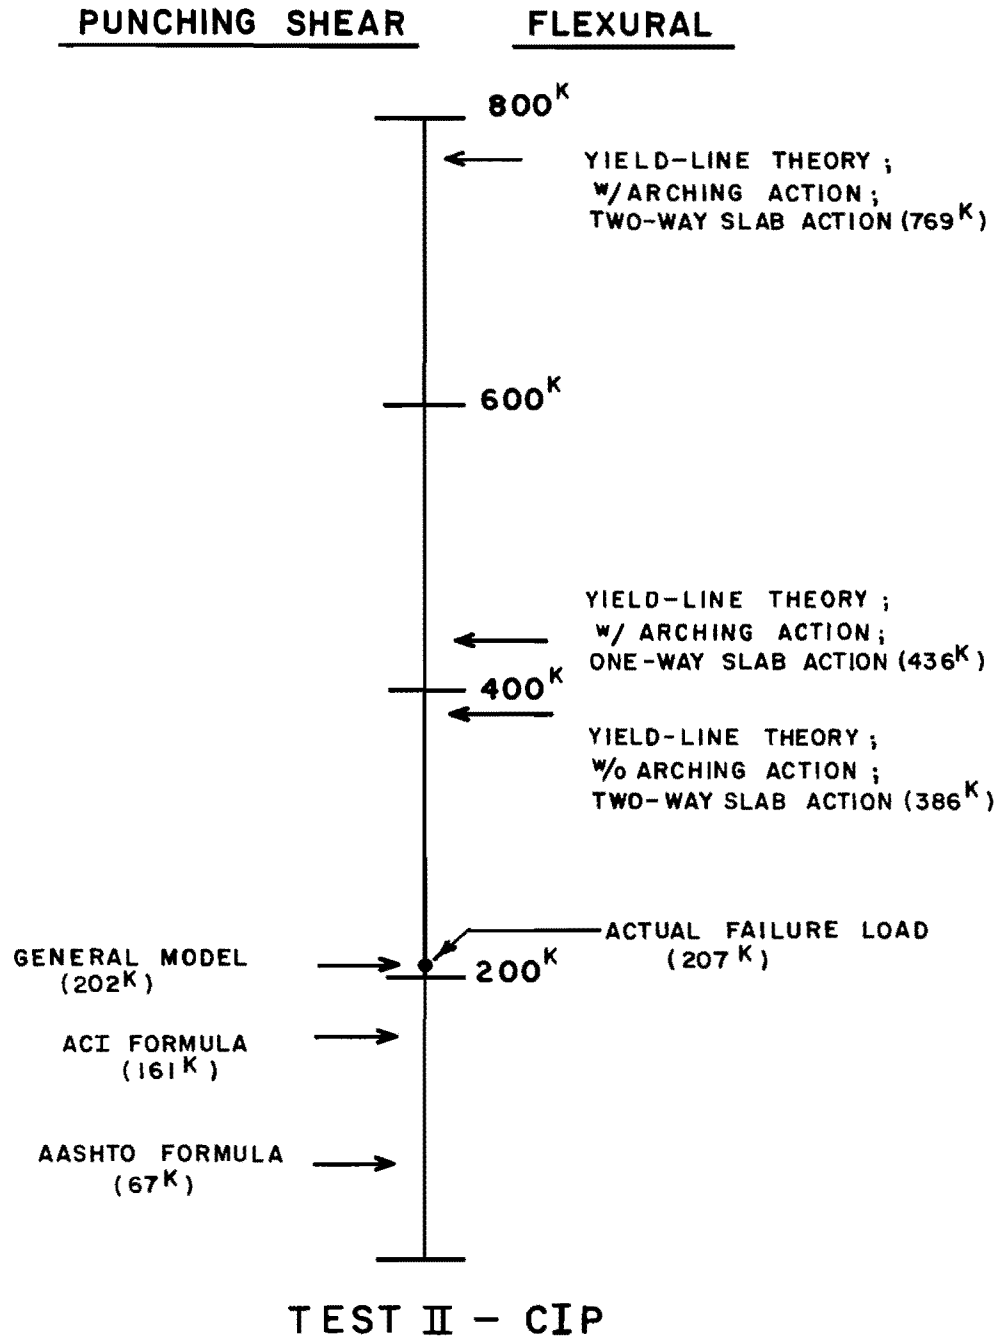 PUNCHING SHEAR
FLEXURAL
800K
YIELD-LINE THEORY ;
W/ARCHING ACTION ;
TWO-WAY SLAB ACTION (769K)
600K
YIELD-LINE THEORY ;
W/ ARCHING ACTION ;
ONE-WAY SLAB ACTION (436K)
400K
YIELD-LINE THEORY ;
W/o ARCHING ACTION ;
TWO-WAY SLAB ACTION (386K)
ACTUAL FAILURE LOAD
(207K)
GENERAL MODEL
(202K)
200K
ACI FORMULA
(161K)
AASHTO FORMULA
(67K)
TEST II - CIP